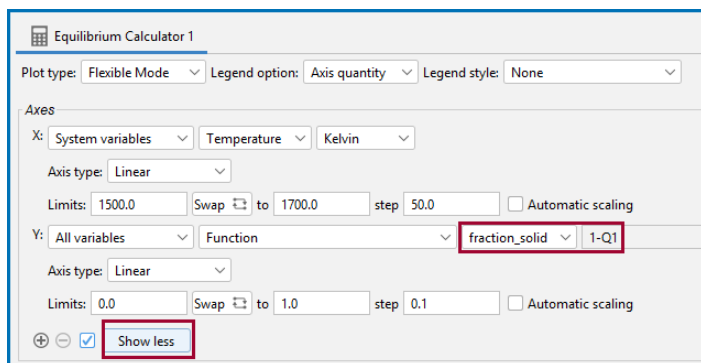 Equilibrium Calculator 1
Plot type: Flexible Mode Legend option: Axis quantity Legend style: None
Axes
X: System variables Temperature Kelvin
Axis type: Linear
Limits: 1500.0 Swap to 1700.0 step 50.0 Automatic scaling
Y: All variables Function fraction_solid 1-Q1
Axis type: Linear
Limits: 0.0 Swap to 1.0 step 0.1 Automatic scaling
Show less